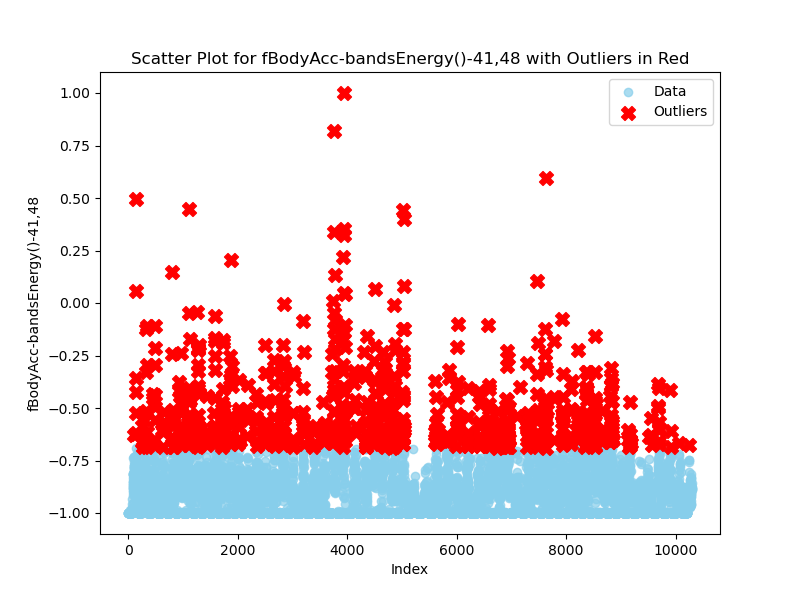 Scatter Plot for fBodyAcc-bandsEnergy()-41,48 with Outliers in Red
Data
Outliers
1.00
0.75
0.50
0.25
0.00
−0.25
−0.50
−0.75
−1.00
fBodyAcc-bandsEnergy()-41,48
0 2000 4000 6000 8000 10000
Index